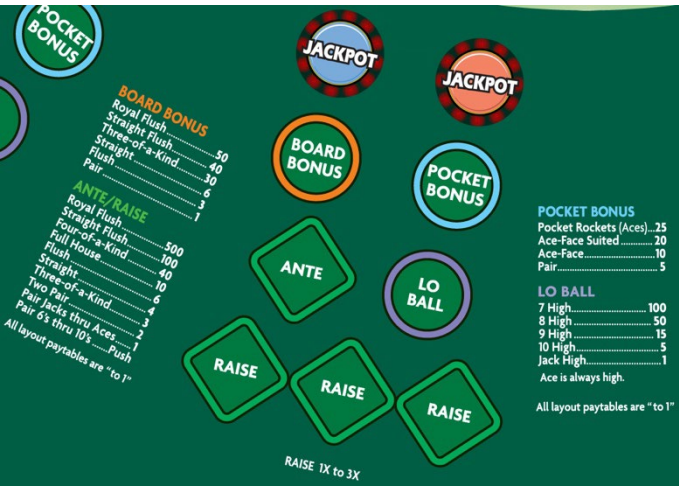 POCKET
BONUS
JACKPOT
JACKPOT
BOARD BONUS
Royal Flush.....50
Straight Flush.....40
Three-of-a-Kind.....30
Straight.....6
Flush.....3
Pair.....1
ANTE/RAISE
Royal Flush.....500
Straight Flush.....100
Four-of-a-Kind.....40
Full House.....10
Flush.....6
Straight.....4
Three-of-a-Kind.....3
Two Pair.....2
Pair Jacks thru Aces.....1
Pair 6's thru 10's.....Push
All layout paytables are "to 1"
BOARD
BONUS
POCKET
BONUS
ANTE
LO
BALL
RAISE
RAISE
RAISE
RAISE 1X to 3X
POCKET BONUS
Pocket Rockets (Aces)...25
Ace-Face Suited.....20
Ace-Face.....10
Pair.....5
LO BALL
7 High.....100
8 High.....50
9 High.....15
10 High.....5
Jack High.....1
Ace is always high.
All layout paytables are "to 1"